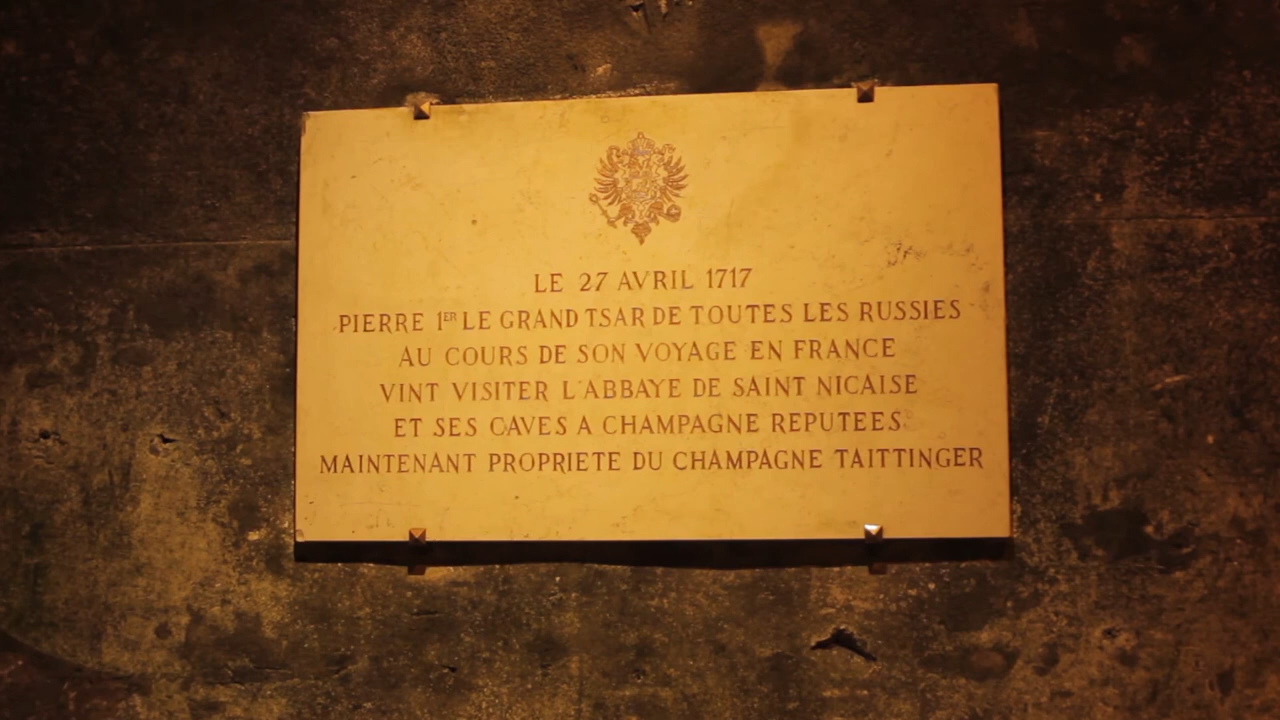 LE 27 AVRIL 1717
PIERRE 1ER LE GRAND TSAR DE TOUTES LES RUSSIES
AU COURS DE SON VOYAGE EN FRANCE
VINT VISITER L'ABBAYE DE SAINT NICAISE
ET SES CAVES A CHAMPAGNE REPUTEES
MAINTENANT PROPRIETE DU CHAMPAGNE TAITTINGER